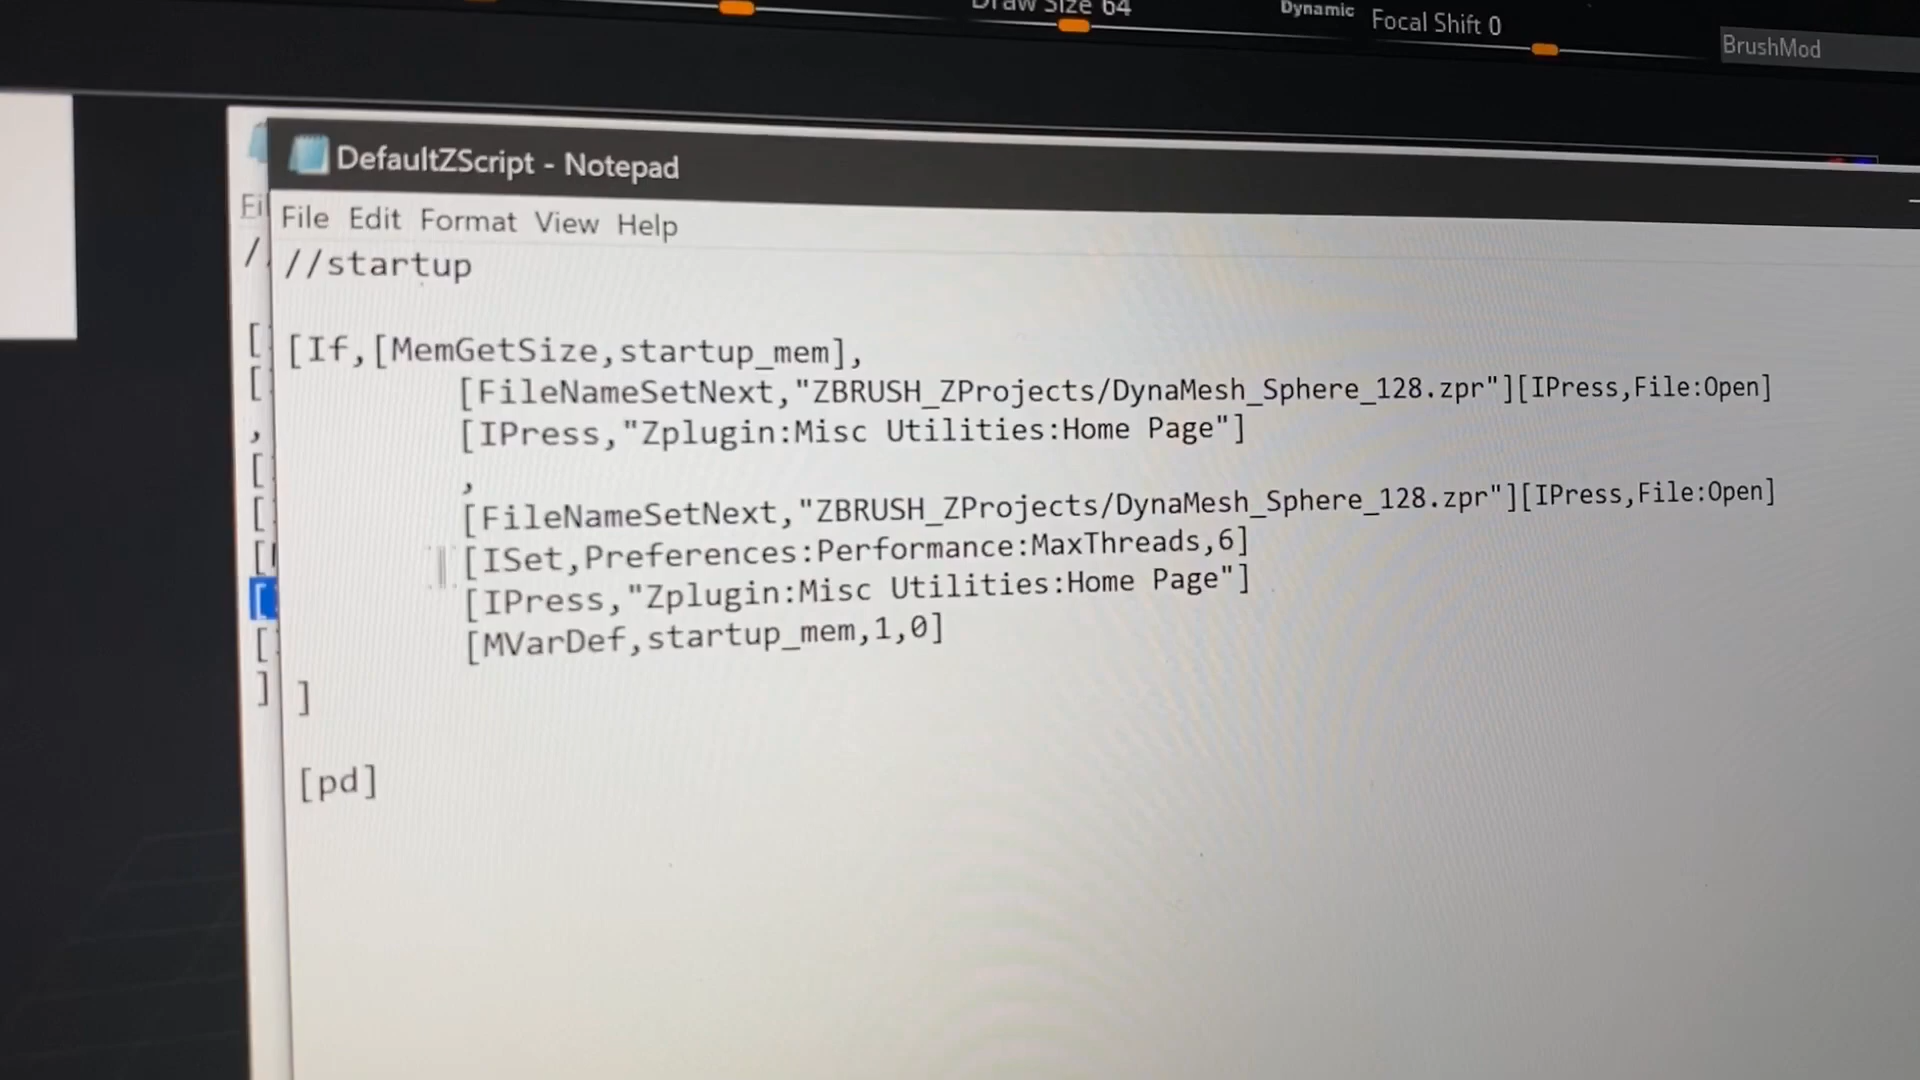 Draw Size 64
Dynamic
Focal Shift 0
BrushMod
DefaultZScript - Notepad
File Edit Format View Help
//startup
[If,[MemGetSize,startup_mem],
[FileNameSetNext,"ZBRUSH_ZProjects/DynaMesh_Sphere_128.zpr"][IPress,File:Open]
[IPress,"Zplugin:Misc Utilities:Home Page"]
,
[FileNameSetNext,"ZBRUSH_ZProjects/DynaMesh_Sphere_128.zpr"][IPress,File:Open]
[ISet,Preferences:Performance:MaxThreads,6]
[IPress,"Zplugin:Misc Utilities:Home Page"]
[MVarDef,startup_mem,1,0]
]
[pd]